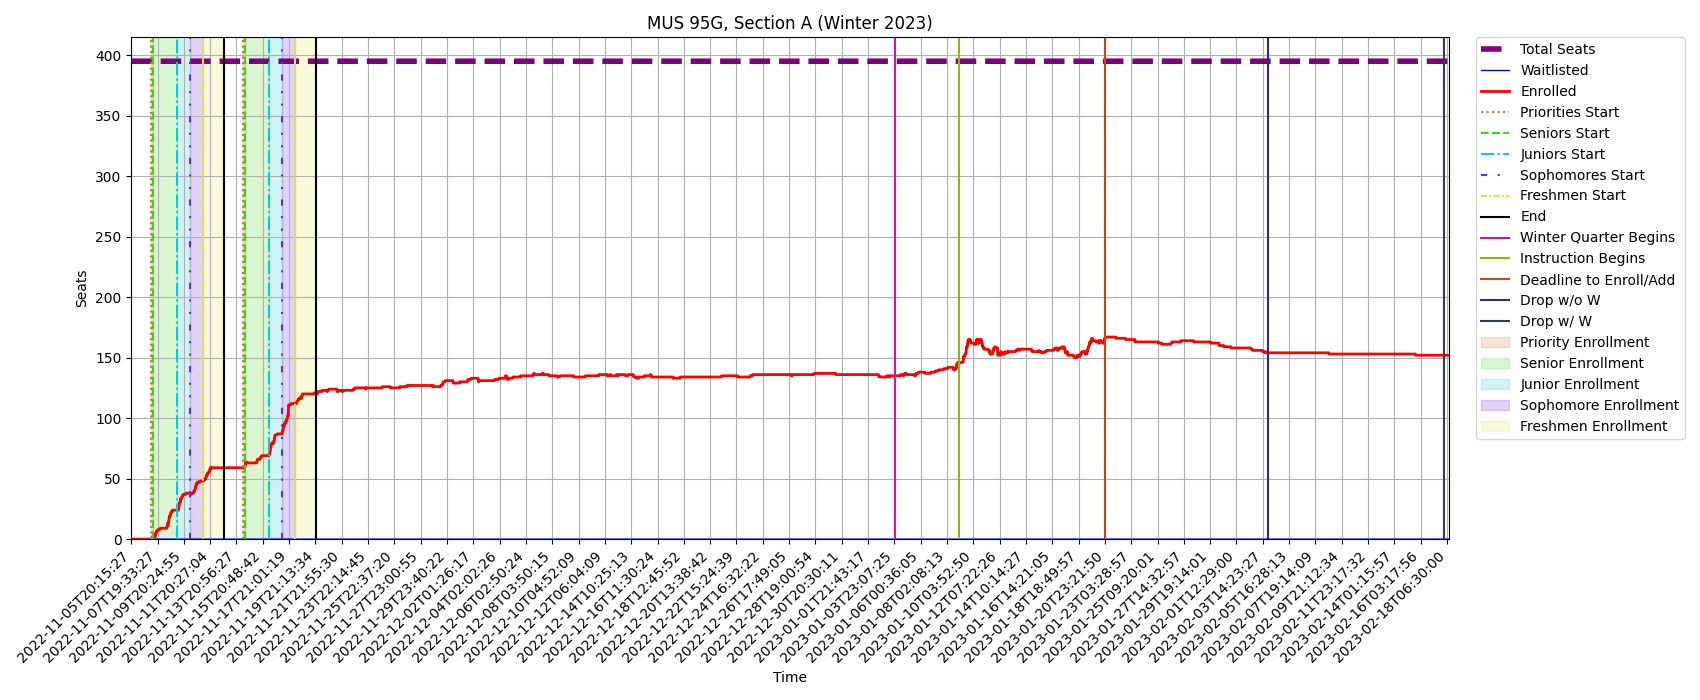 MUS 95G, Section A (Winter 2023)
Seats
400
350
300
250
200
150
100
50
0
2022-11-05T20:15:27
2022-11-07T19:33:27
2022-11-09T20:24:55
2022-11-11T20:27:04
2022-11-13T20:56:27
2022-11-15T20:48:42
2022-11-17T21:01:19
2022-11-19T21:13:34
2022-11-21T21:55:30
2022-11-23T22:14:45
2022-11-25T22:37:20
2022-11-27T23:00:55
2022-11-29T23:40:22
2022-12-02T01:26:17
2022-12-04T02:02:26
2022-12-06T02:50:24
2022-12-08T03:50:15
2022-12-10T04:52:09
2022-12-12T06:04:09
2022-12-14T10:25:13
2022-12-16T11:30:24
2022-12-18T12:45:52
2022-12-20T13:38:42
2022-12-22T15:24:39
2022-12-24T16:32:22
2022-12-26T17:49:05
2022-12-28T19:00:54
2022-12-30T20:30:11
2023-01-01T21:43:17
2023-01-03T23:07:25
2023-01-06T00:36:05
2023-01-08T02:08:13
2023-01-10T03:52:50
2023-01-12T07:22:26
2023-01-14T10:14:27
2023-01-16T14:21:05
2023-01-18T18:49:57
2023-01-20T23:21:50
2023-01-23T03:28:57
2023-01-25T09:20:01
2023-01-27T14:32:57
2023-01-29T19:14:01
2023-02-01T12:29:00
2023-02-03T14:23:27
2023-02-05T16:28:13
2023-02-07T19:14:09
2023-02-09T21:12:34
2023-02-11T23:17:32
2023-02-14T01:15:57
2023-02-16T03:17:56
2023-02-18T06:30:00
Time
Total Seats
Waitlisted
Enrolled
Priorities Start
Seniors Start
Juniors Start
Sophomores Start
Freshmen Start
End
Winter Quarter Begins
Instruction Begins
Deadline to Enroll/Add
Drop w/o W
Drop w/ W
Priority Enrollment
Senior Enrollment
Junior Enrollment
Sophomore Enrollment
Freshmen Enrollment